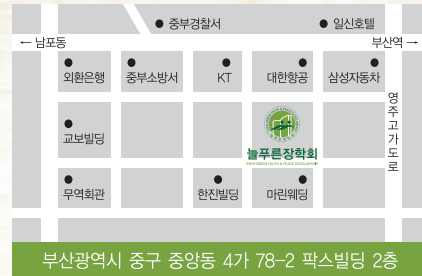 중부경찰서 일신호텔
← 남포동 부산역 →
외환은행 중부소방서 KT 대한항공 삼성자동차
영주고가도로
교보빌딩
늘푸른장학회
무역회관 한진빌딩 마린웨딩
부산광역시 중구 중앙동 4가 78-2 팍스빌딩 2층